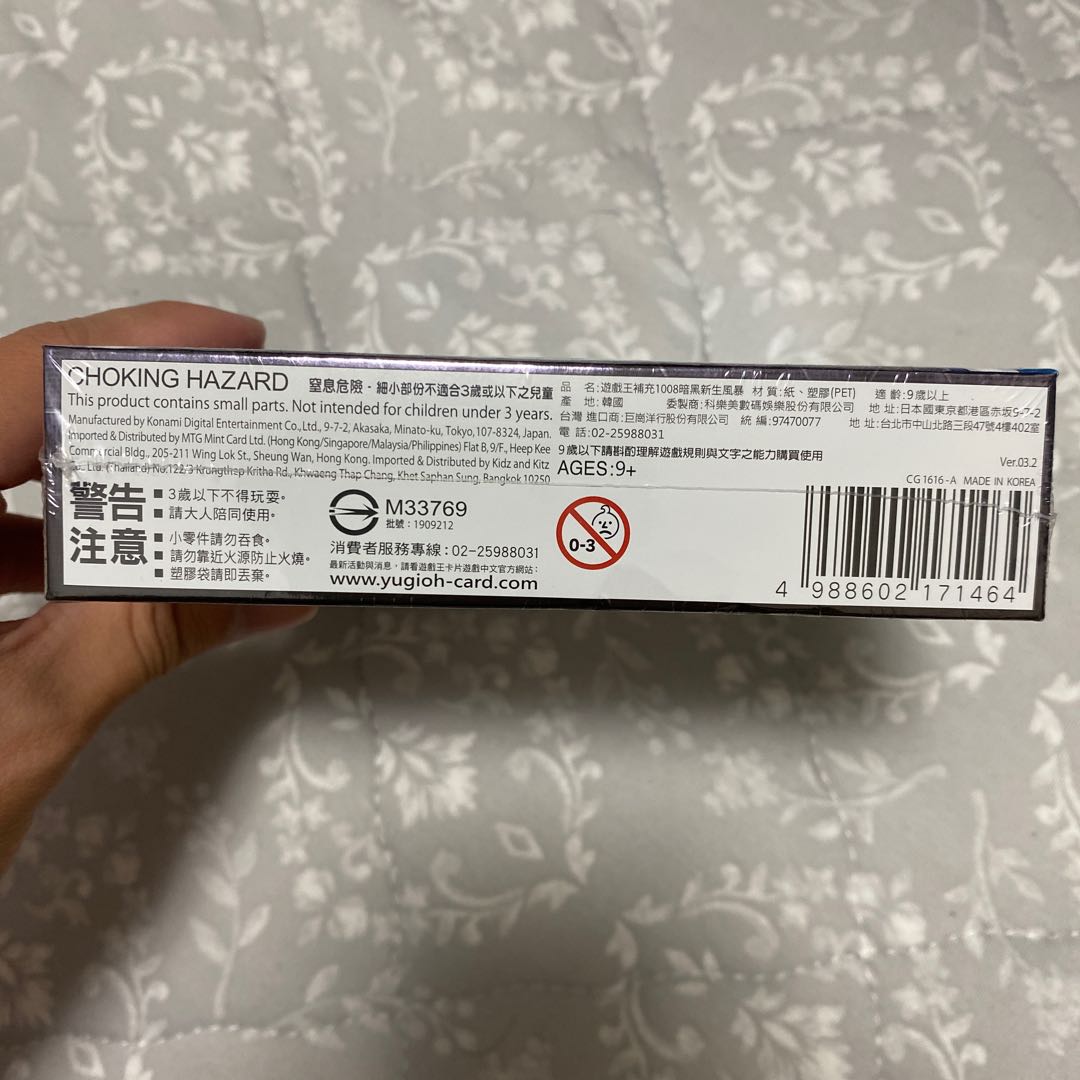 CHOKING HAZARD 窒息危險‧細小部份不適合3歲或以下之兒童
This product contains small parts. Not intended for children under 3 years.
Manufactured by Konami Digital Entertainment Co., Ltd., 9-7-2, Akasaka, Minato-ku, Tokyo, 107-8324, Japan.
Imported & Distributed by MTG Mint Card Ltd. (Hong Kong/Singapore/Malaysia/Philippines) Flat B, 9/F., Heep Kee
Commercial Bldg., 205-211 Wing Lok St., Sheung Wan, Hong Kong. Imported & Distributed by Kidz and Kitz
Co., Ltd. (Thailand) No.122/3 Krungthep Kritha Rd., Khwaeng Thap Chang, Khet Saphan Sung, Bangkok 10250
品 名:遊戲王補充1008暗黑新生風暴 材 質:紙、塑膠(PET) 適 齡:9歲以上
產 地:韓國 委製商:科樂美數碼娛樂股份有限公司 地 址:日本國東京都港區赤坂9-7-2
台灣 進口商:巨崗洋行股份有限公司 統 編:97470077 地 址:台北市中山北路三段47號4樓402室
電 話:02-25988031
9歲以下請斟酌理解遊戲規則與文字之能力購買使用
AGES:9+
Ver.03.2
CG1616-A MADE IN KOREA
警告
注意
■ 3歲以下不得玩耍。
■ 請大人陪同使用。
■ 小零件請勿吞食。
■ 請勿靠近火源防止火燒。
■ 塑膠袋請即丟棄。
M33769
批號:1909212
消費者服務專線:02-25988031
最新活動與消息,請看遊戲王卡片遊戲中文官方網站:
www.yugioh-card.com
0-3
4 988602 171464